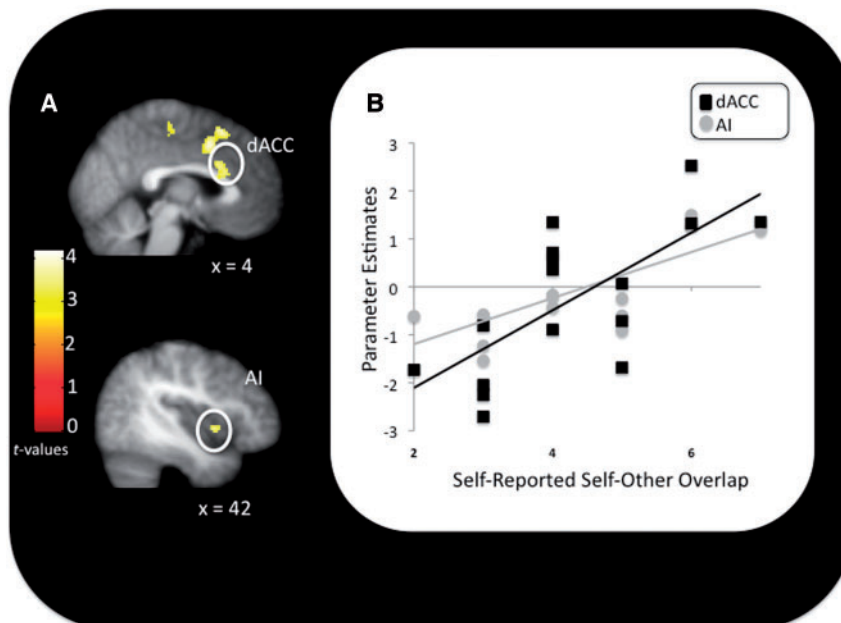 A
dACC
x = 4
4
3
2
1
0
t-values
AI
x = 42
B
dACC
AI
3
2
1
0
-1
-2
-3
Parameter Estimates
2
4
6
Self-Reported Self-Other Overlap